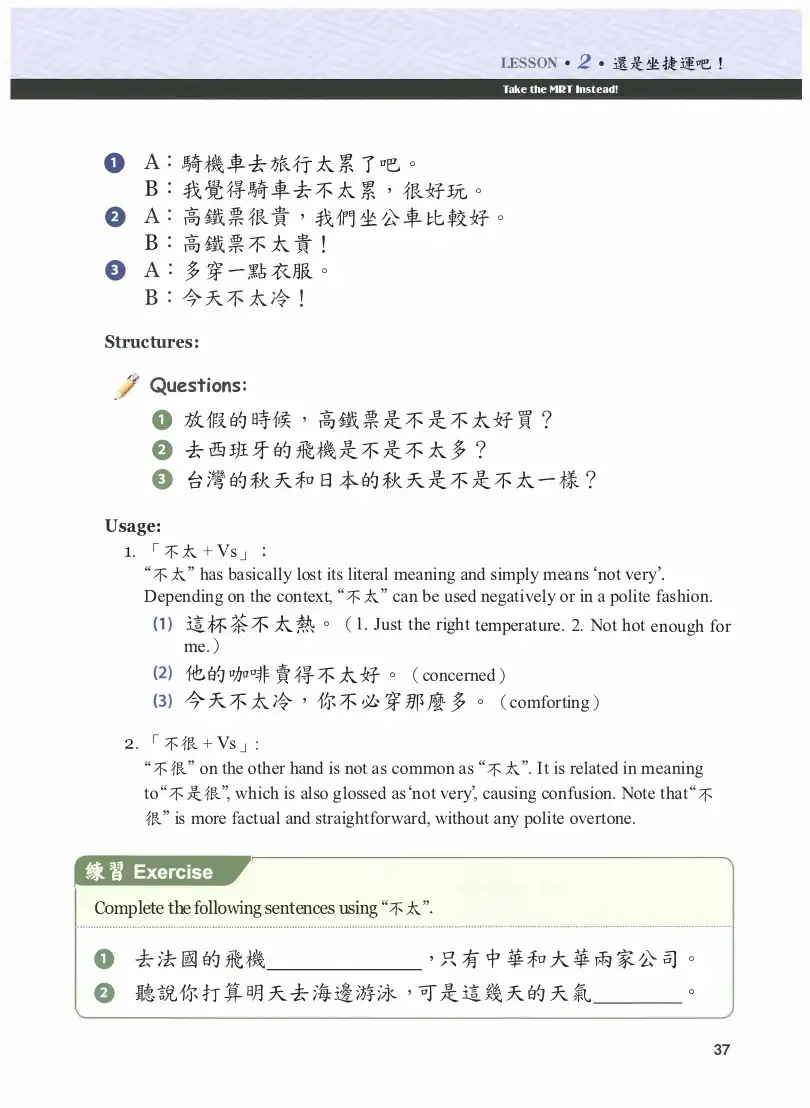 LESSON • 2 • 還是坐捷運吧！
Take the MRT Instead!
1 A：騎機車去旅行太累了吧。
B：我覺得騎車去不太累，很好玩。
2 A：高鐵票很貴，我們坐公車比較好。
B：高鐵票不太貴！
3 A：多穿一點衣服。
B：今天不太冷！
Structures:
Questions:
1 放假的時候，高鐵票是不是不太好買？
2 去西班牙的飛機是不是不太多？
3 台灣的秋天和日本的秋天是不是不太一樣？
Usage:
1. 「不太 + Vs」：
“不太” has basically lost its literal meaning and simply means ‘not very’.
Depending on the context, “不太” can be used negatively or in a polite fashion.
(1) 這杯茶不太熱。（1. Just the right temperature. 2. Not hot enough for
me.）
(2) 他的咖啡賣得不太好。（concerned）
(3) 今天不太冷，你不必穿那麼多。（comforting）
2. 「不很 + Vs」:
“不很” on the other hand is not as common as “不太”. It is related in meaning
to “不是很”, which is also glossed as ‘not very’, causing confusion. Note that “不
很” is more factual and straightforward, without any polite overtone.
練習 Exercise
Complete the following sentences using “不太”.
1 去法國的飛機______________，只有中華和大華兩家公司。
2 聽說你打算明天去海邊游泳，可是這幾天的天氣________。
37